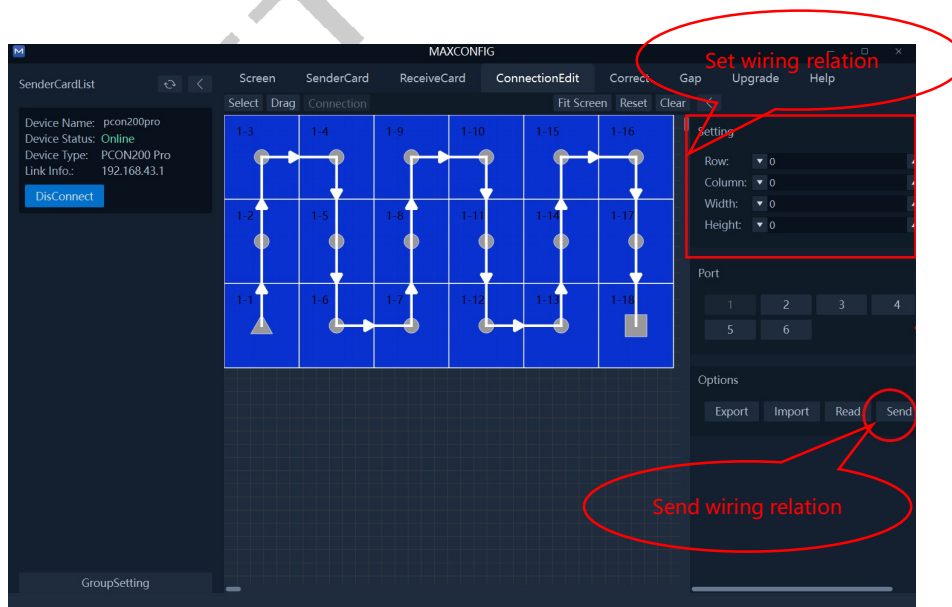 MAXCONFIG
Set wiring relation
SenderCardList
Screen SenderCard ReceiveCard ConnectionEdit Correct Gap Upgrade Help
Select Drag Connection Fit Screen Reset Clear
Device Name: pcon200pro
Device Status: Online
Device Type: PCON200 Pro
Link Info.: 192.168.43.1
DisConnect
1-3 1-4 1-9 1-10 1-15 1-16
1-2 1-5 1-8 1-11 1-14 1-17
1-1 1-6 1-7 1-12 1-13 1-18
Setting
Row: 0
Column: 0
Width: 0
Height: 0
Port
1 2 3 4
5 6
Options
Export Import Read Send
Send wiring relation
GroupSetting